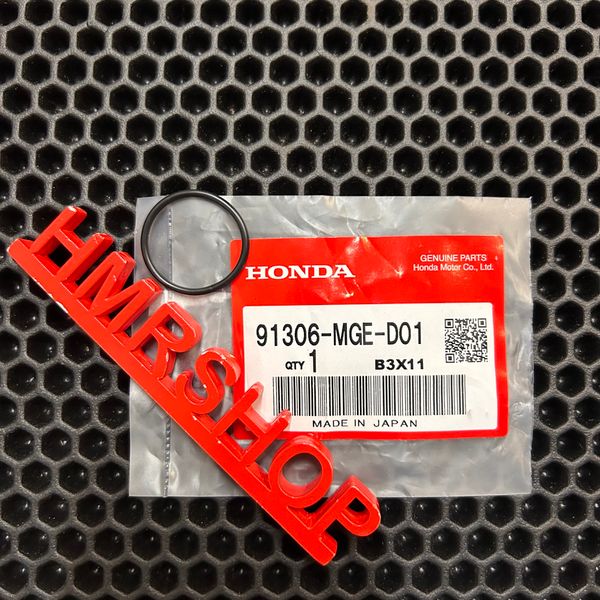 HMRSHOP
GENUINE PARTS
HONDA
Honda Motor Co., Ltd.
91306-MGE-D01
QTY 1
B3X11
MADE IN JAPAN